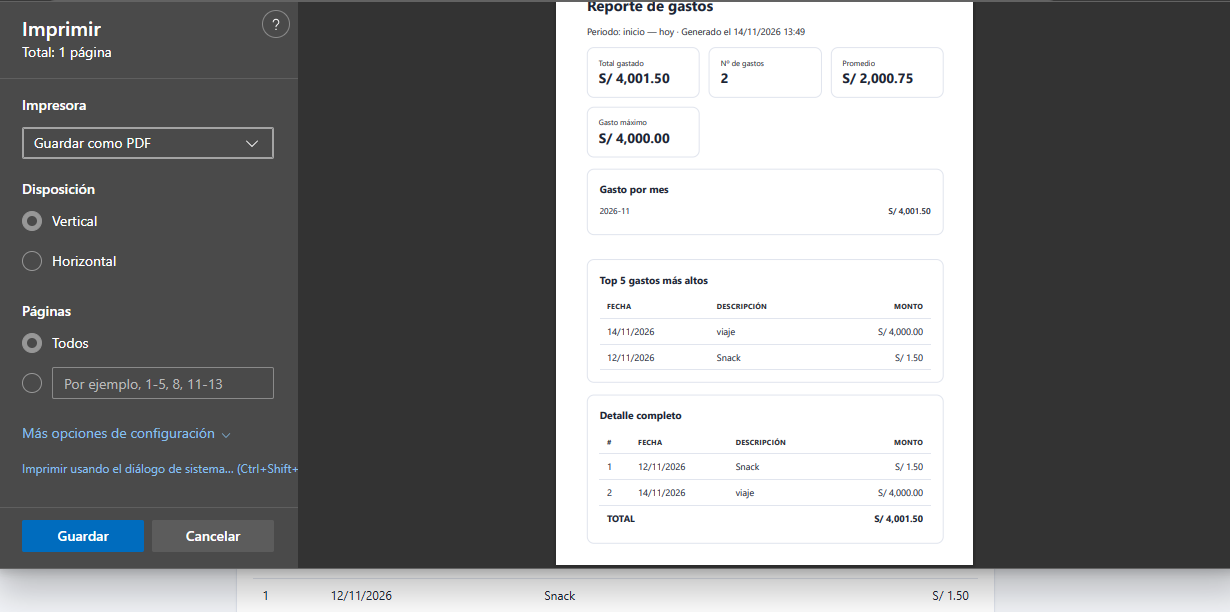 Imprimir
?
Total: 1 página
Impresora
Guardar como PDF
Disposición
Vertical
Horizontal
Páginas
Todos
Por ejemplo, 1-5, 8, 11-13
Más opciones de configuración
Imprimir usando el diálogo de sistema... (Ctrl+Shift+
Guardar
Cancelar
Reporte de gastos
Periodo: inicio — hoy · Generado el 14/11/2026 13:49
Total gastado
S/ 4,001.50
Nº de gastos
2
Promedio
S/ 2,000.75
Gasto máximo
S/ 4,000.00
Gasto por mes
2026-11 S/ 4,001.50
Top 5 gastos más altos
FECHA DESCRIPCIÓN MONTO
14/11/2026 viaje S/ 4,000.00
12/11/2026 Snack S/ 1.50
Detalle completo
# FECHA DESCRIPCIÓN MONTO
1 12/11/2026 Snack S/ 1.50
2 14/11/2026 viaje S/ 4,000.00
TOTAL S/ 4,001.50
1 12/11/2026 Snack S/ 1.50